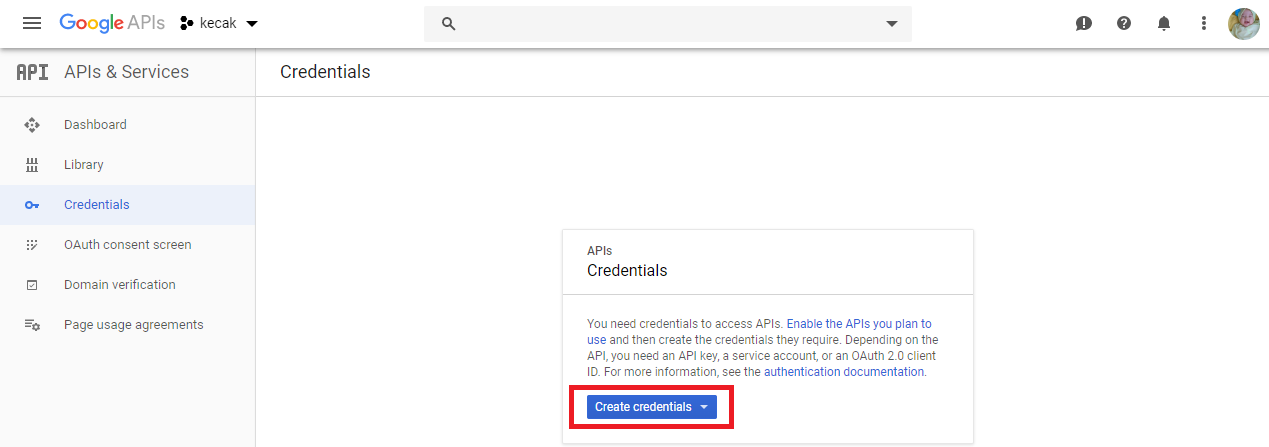 Google APIs
kecak
API
APIs & Services
Credentials
Dashboard
Library
Credentials
OAuth consent screen
Domain verification
Page usage agreements
APIs
Credentials
You need credentials to access APIs. Enable the APIs you plan to
use and then create the credentials they require. Depending on the
API, you need an API key, a service account, or an OAuth 2.0 client
ID. For more information, see the authentication documentation.
Create credentials